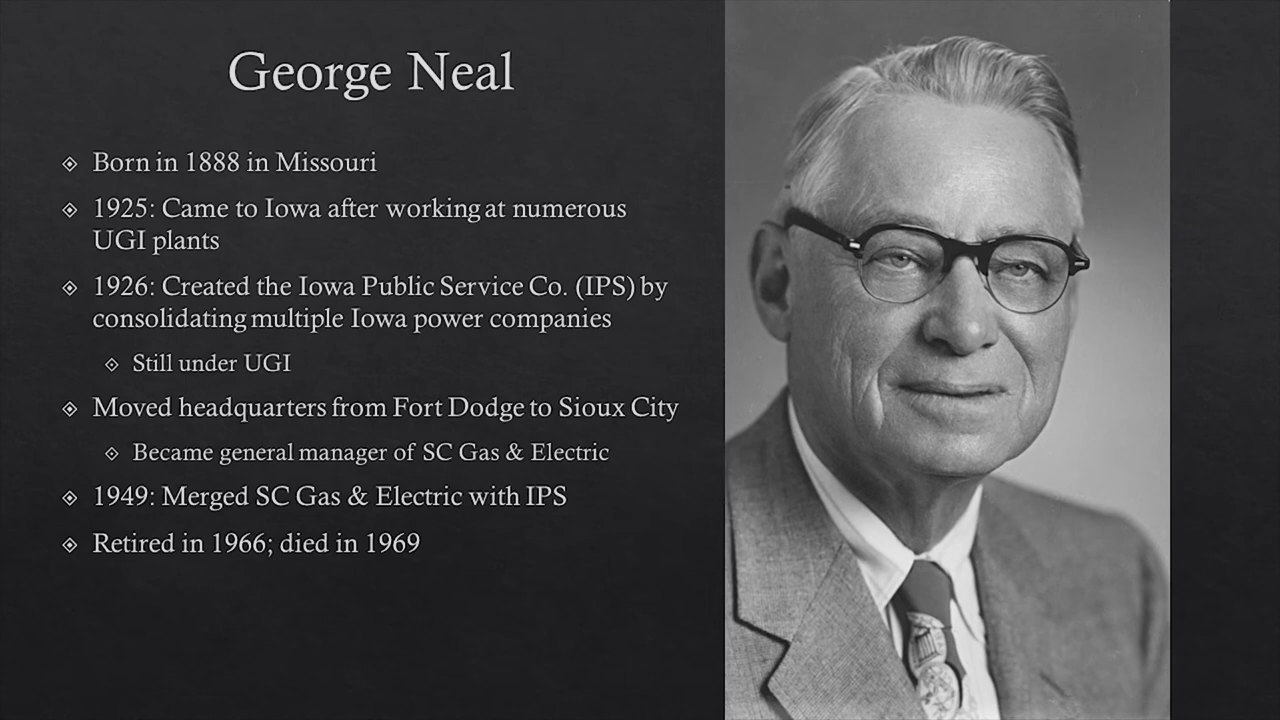 George Neal
Born in 1888 in Missouri
1925: Came to Iowa after working at numerous
UGI plants
1926: Created the Iowa Public Service Co. (IPS) by
consolidating multiple Iowa power companies
Still under UGI
Moved headquarters from Fort Dodge to Sioux City
Became general manager of SC Gas & Electric
1949: Merged SC Gas & Electric with IPS
Retired in 1966; died in 1969